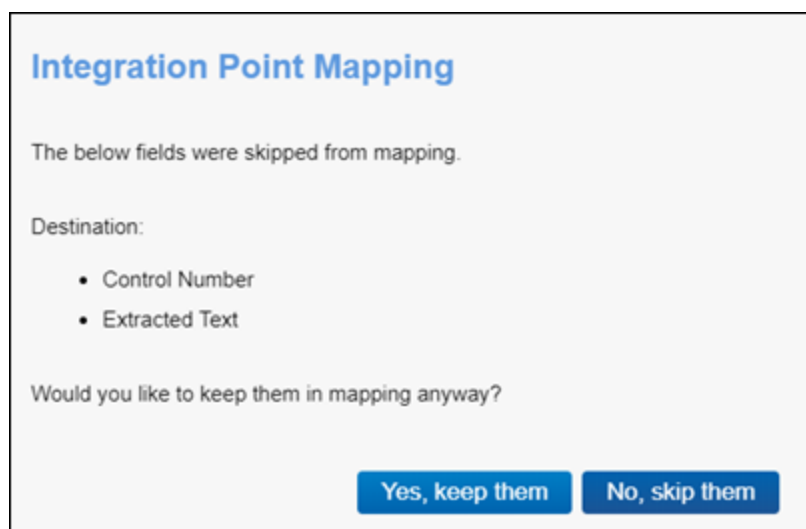 Integration Point Mapping
The below fields were skipped from mapping.
Destination:
• Control Number
• Extracted Text
Would you like to keep them in mapping anyway?
Yes, keep them No, skip them